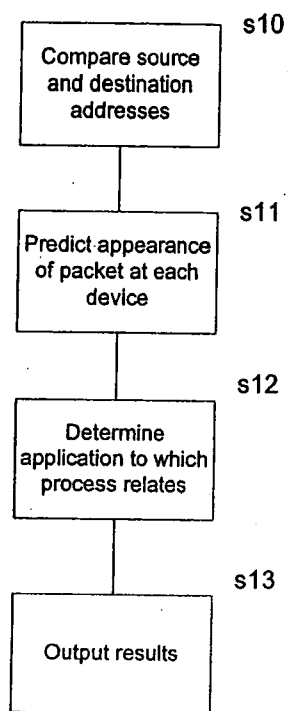 s10
Compare source
and destination
addresses
s11
Predict appearance
of packet at each
device
s12
Determine
application to which
process relates
s13
Output results